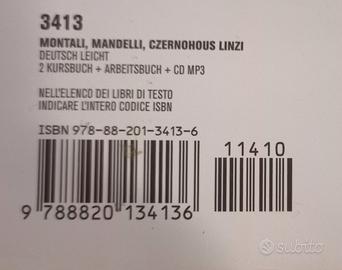 3413
MONTALI, MANDELLI, CZERNOHOUS LINZI
DEUTSCH LEICHT
2 KURSBUCH + ARBEITSBUCH + CD MP3
NELL'ELENCO DEI LIBRI DI TESTO
INDICARE L'INTERO CODICE ISBN
ISBN 978-88-201-3413-6
11410
9 788820 134136
subito